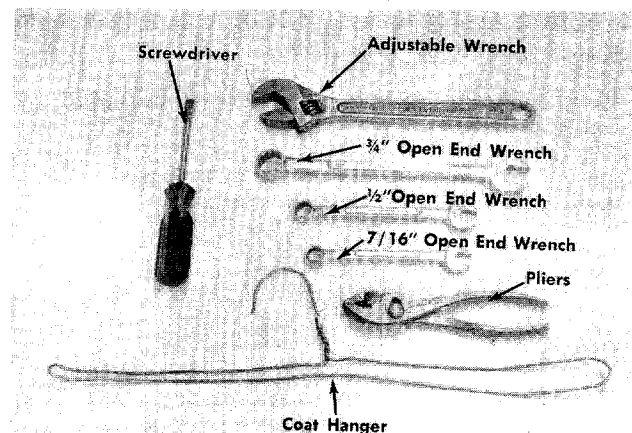 Screwdriver
Adjustable Wrench
¾" Open End Wrench
½" Open End Wrench
7/16" Open End Wrench
Pliers
Coat Hanger